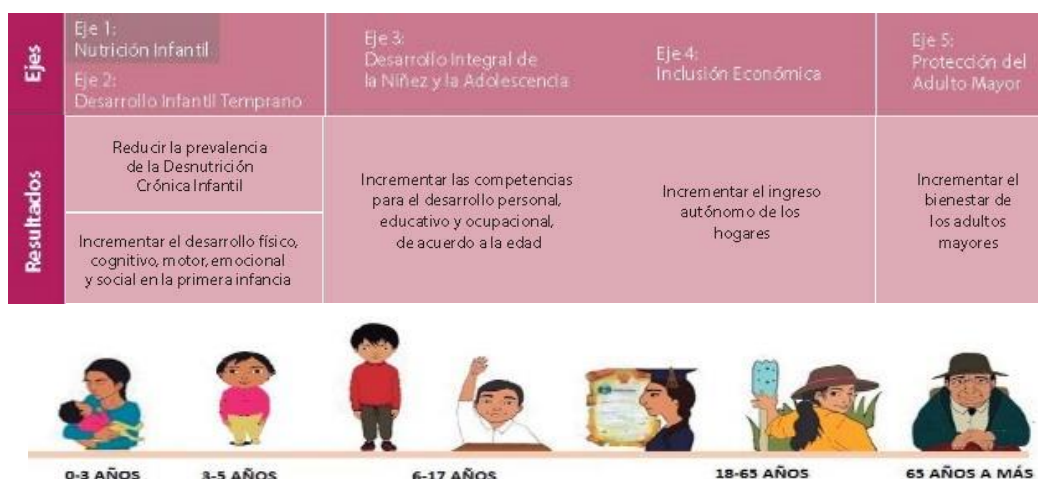 Ejes
Eje 1:
Nutrición Infantil
Eje 2:
Desarrollo Infantil Temprano
Eje 3:
Desarrollo Integral de
la Niñez y la Adolescencia
Eje 4:
Inclusión Económica
Eje 5:
Protección del
Adulto Mayor
Resultados
Reducir la prevalencia
de la Desnutrición
Crónica Infantil
Incrementar el desarrollo físico,
cognitivo, motor, emocional
y social en la primera infancia
Incrementar las competencias
para el desarrollo personal,
educativo y ocupacional,
de acuerdo a la edad
Incrementar el ingreso
autónomo de los
hogares
Incrementar el
bienestar de
los adultos
mayores
0-3 AÑOS
3-5 AÑOS
6-17 AÑOS
18-65 AÑOS
65 AÑOS A MÁS